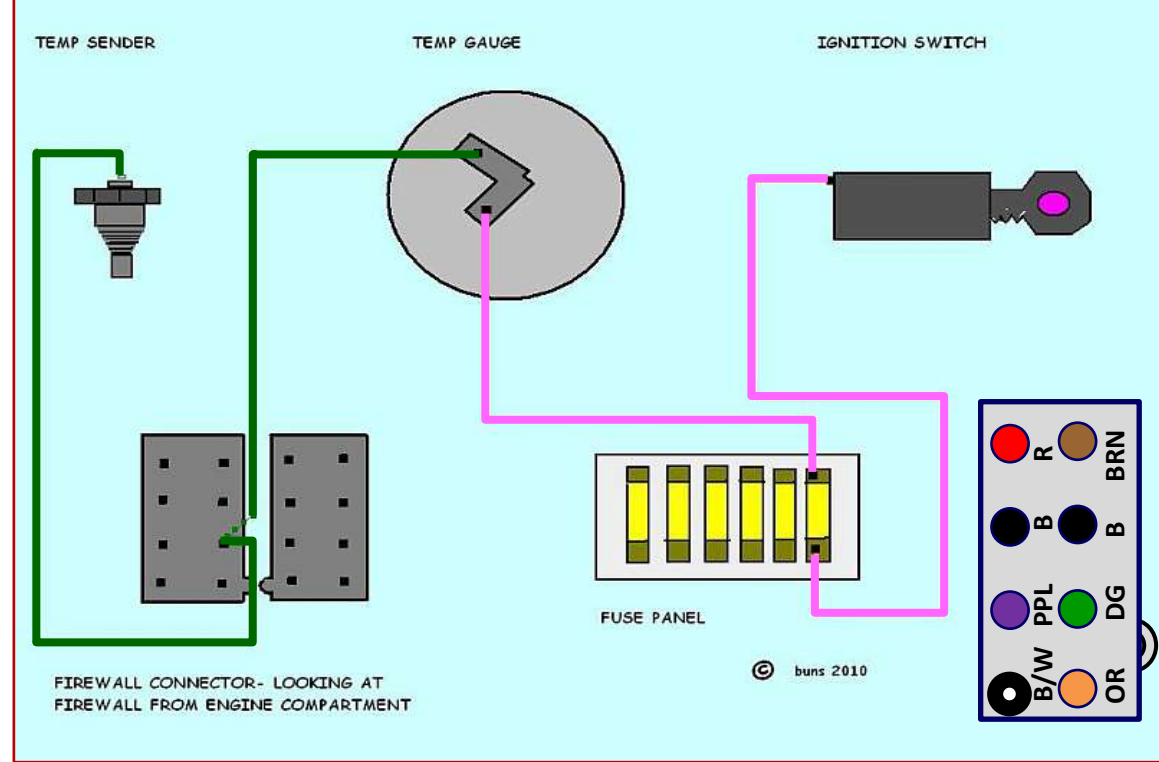 TEMP SENDER
TEMP GAUGE
IGNITION SWITCH
R
BRN
B
B
PPL
DG
B/W
OR
FUSE PANEL
© buns 2010
FIREWALL CONNECTOR- LOOKING AT
FIREWALL FROM ENGINE COMPARTMENT